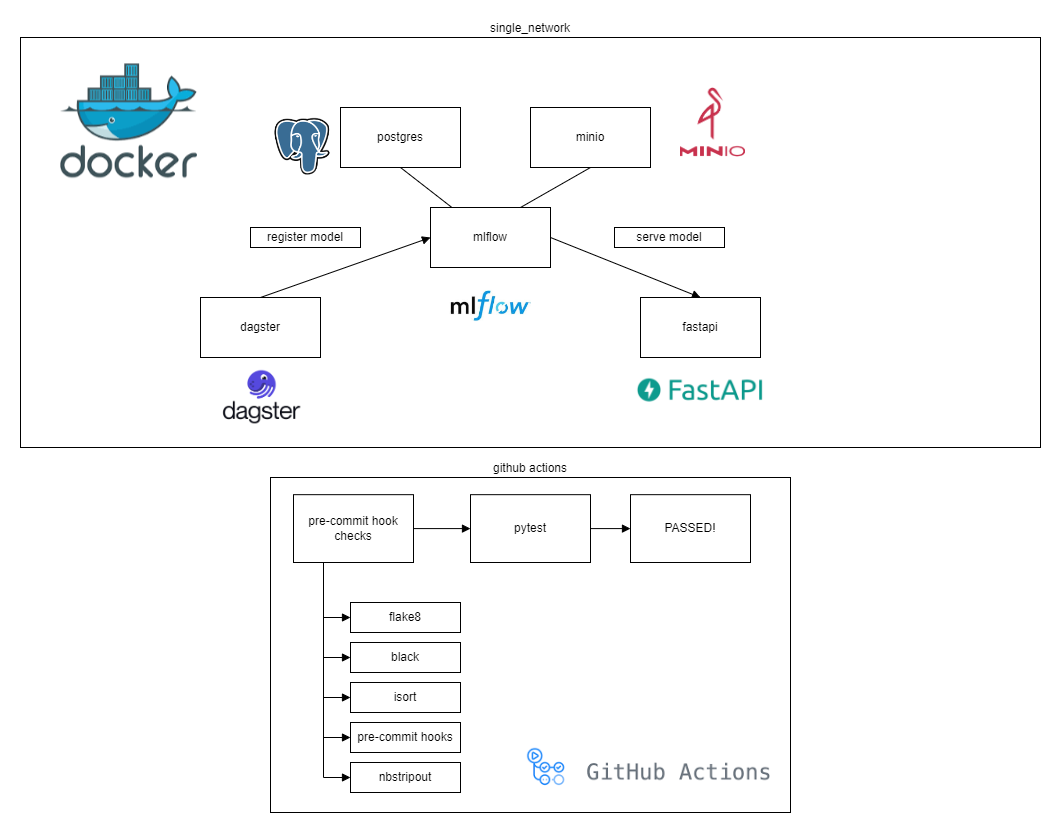 single_network
docker
postgres
minio
MINIO
register model
mlflow
serve model
mlflow
dagster
fastapi
dagster
FastAPI
github actions
pre-commit hook
checks
pytest
PASSED!
flake8
black
isort
pre-commit hooks
nbstripout
GitHub Actions